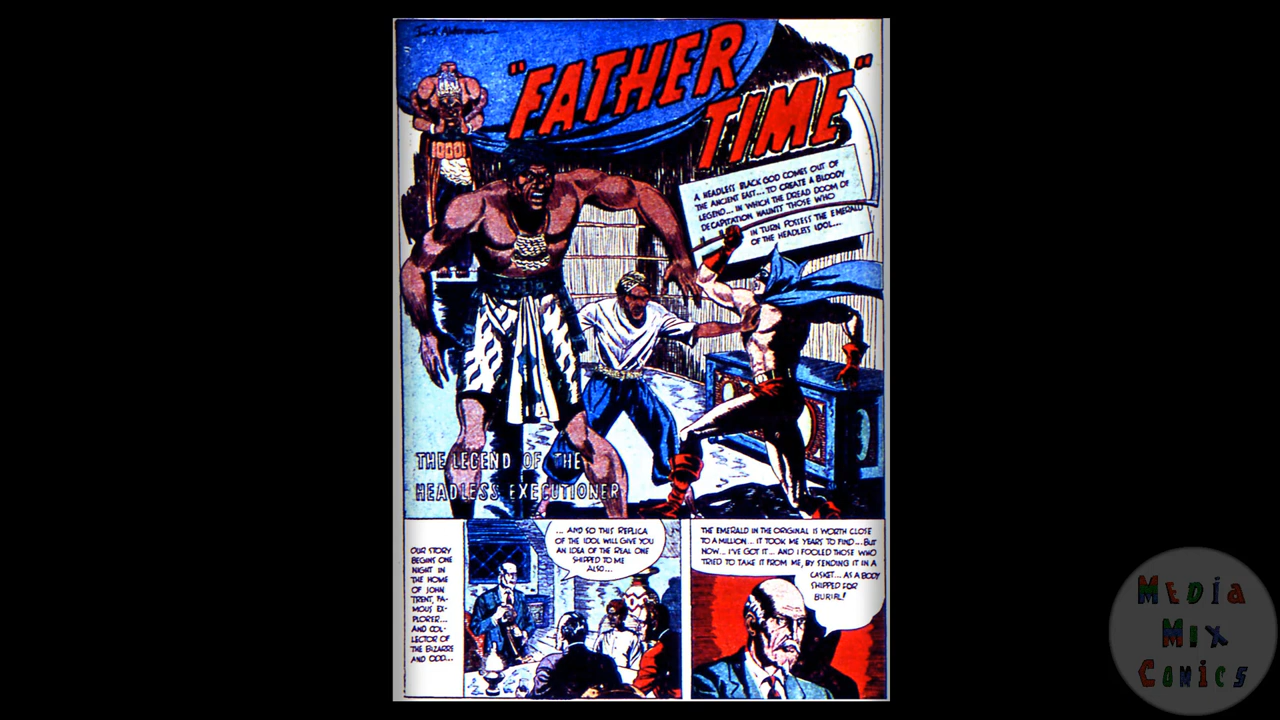 "FATHER
TIME"
A HEADLESS BLACK GOD COMES OUT OF
THE ANCIENT EAST... TO CREATE A BLOODY
LEGEND... IN WHICH THE DREAD DOOM OF
DECAPITATION HAUNTS THOSE WHO
IN TURN POSSESS THE EMERALD
OF THE HEADLESS IDOL...
THE LEGEND OF THE
HEADLESS EXECUTIONER
OUR STORY
BEGINS ONE
NIGHT IN
THE HOME
OF JOHN
TRENT, FA-
MOUS EX-
PLORER...
AND COL-
LECTOR OF
THE BIZARRE
AND ODD...
... AND SO THIS REPLICA
OF THE IDOL WILL GIVE YOU
AN IDEA OF THE REAL ONE
SHIPPED TO ME
ALSO...
THE EMERALD IN THE ORIGINAL IS WORTH CLOSE
TO A MILLION... IT TOOK ME YEARS TO FIND... BUT
NOW... I'VE GOT IT... AND I FOOLED THOSE WHO
TRIED TO TAKE IT FROM ME, BY SENDING IT IN A
CASKET... AS A BODY
SHIPPED FOR
BURIAL!
MEDIA
MIX
COMICS